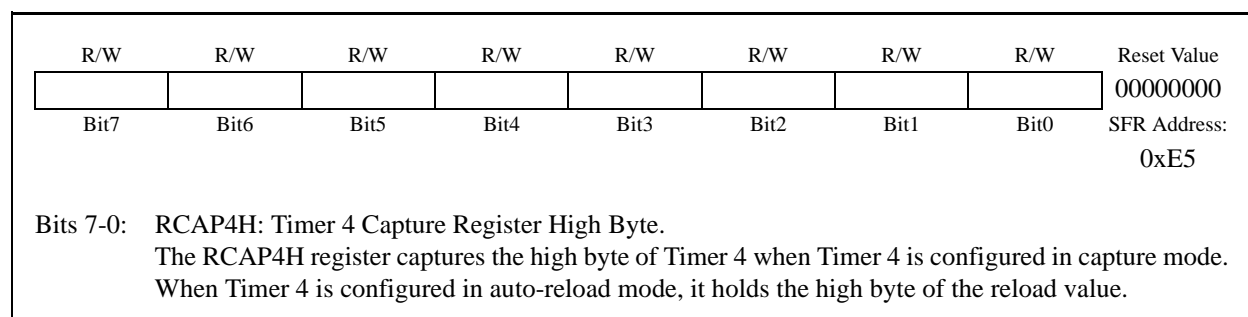 R/W R/W R/W R/W R/W R/W R/W R/W Reset Value
00000000
Bit7 Bit6 Bit5 Bit4 Bit3 Bit2 Bit1 Bit0 SFR Address:
0xE5
Bits 7-0: RCAP4H: Timer 4 Capture Register High Byte.
The RCAP4H register captures the high byte of Timer 4 when Timer 4 is configured in capture mode.
When Timer 4 is configured in auto-reload mode, it holds the high byte of the reload value.